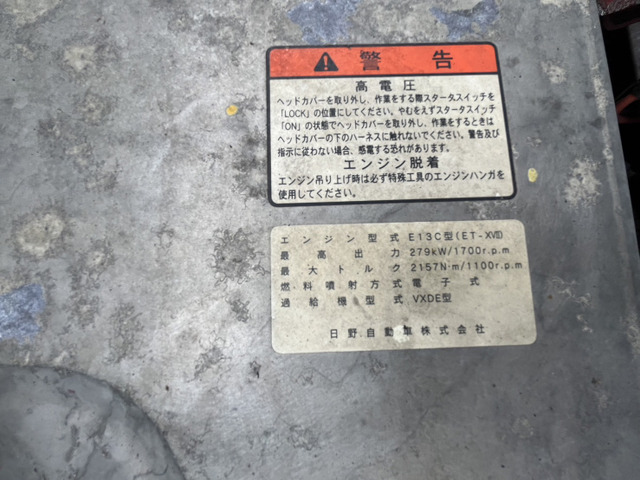 警告
高電圧
ヘッドカバーを取り外し、作業をする際スタータスイッチを
「LOCK」の位置にしてください。やむをえずスタータスイッチ
「ON」の状態でヘッドカバーを取り外し、作業をするときは
ヘッドカバーの下のハーネスに触れないでください。警告及び
指示に従わない場合、感電する恐れがあります。
エンジン脱着
エンジン吊り上げ時は必ず特殊工具のエンジンハンガを
使用してください。
エンジン型式 E13C型(ET-XVIII)
最高出力 279kW/1700r.p.m
最大トルク 2157N·m/1100r.p.m
燃料噴射方式 電子式
過給機型式 VXDE型
日野自動車株式会社